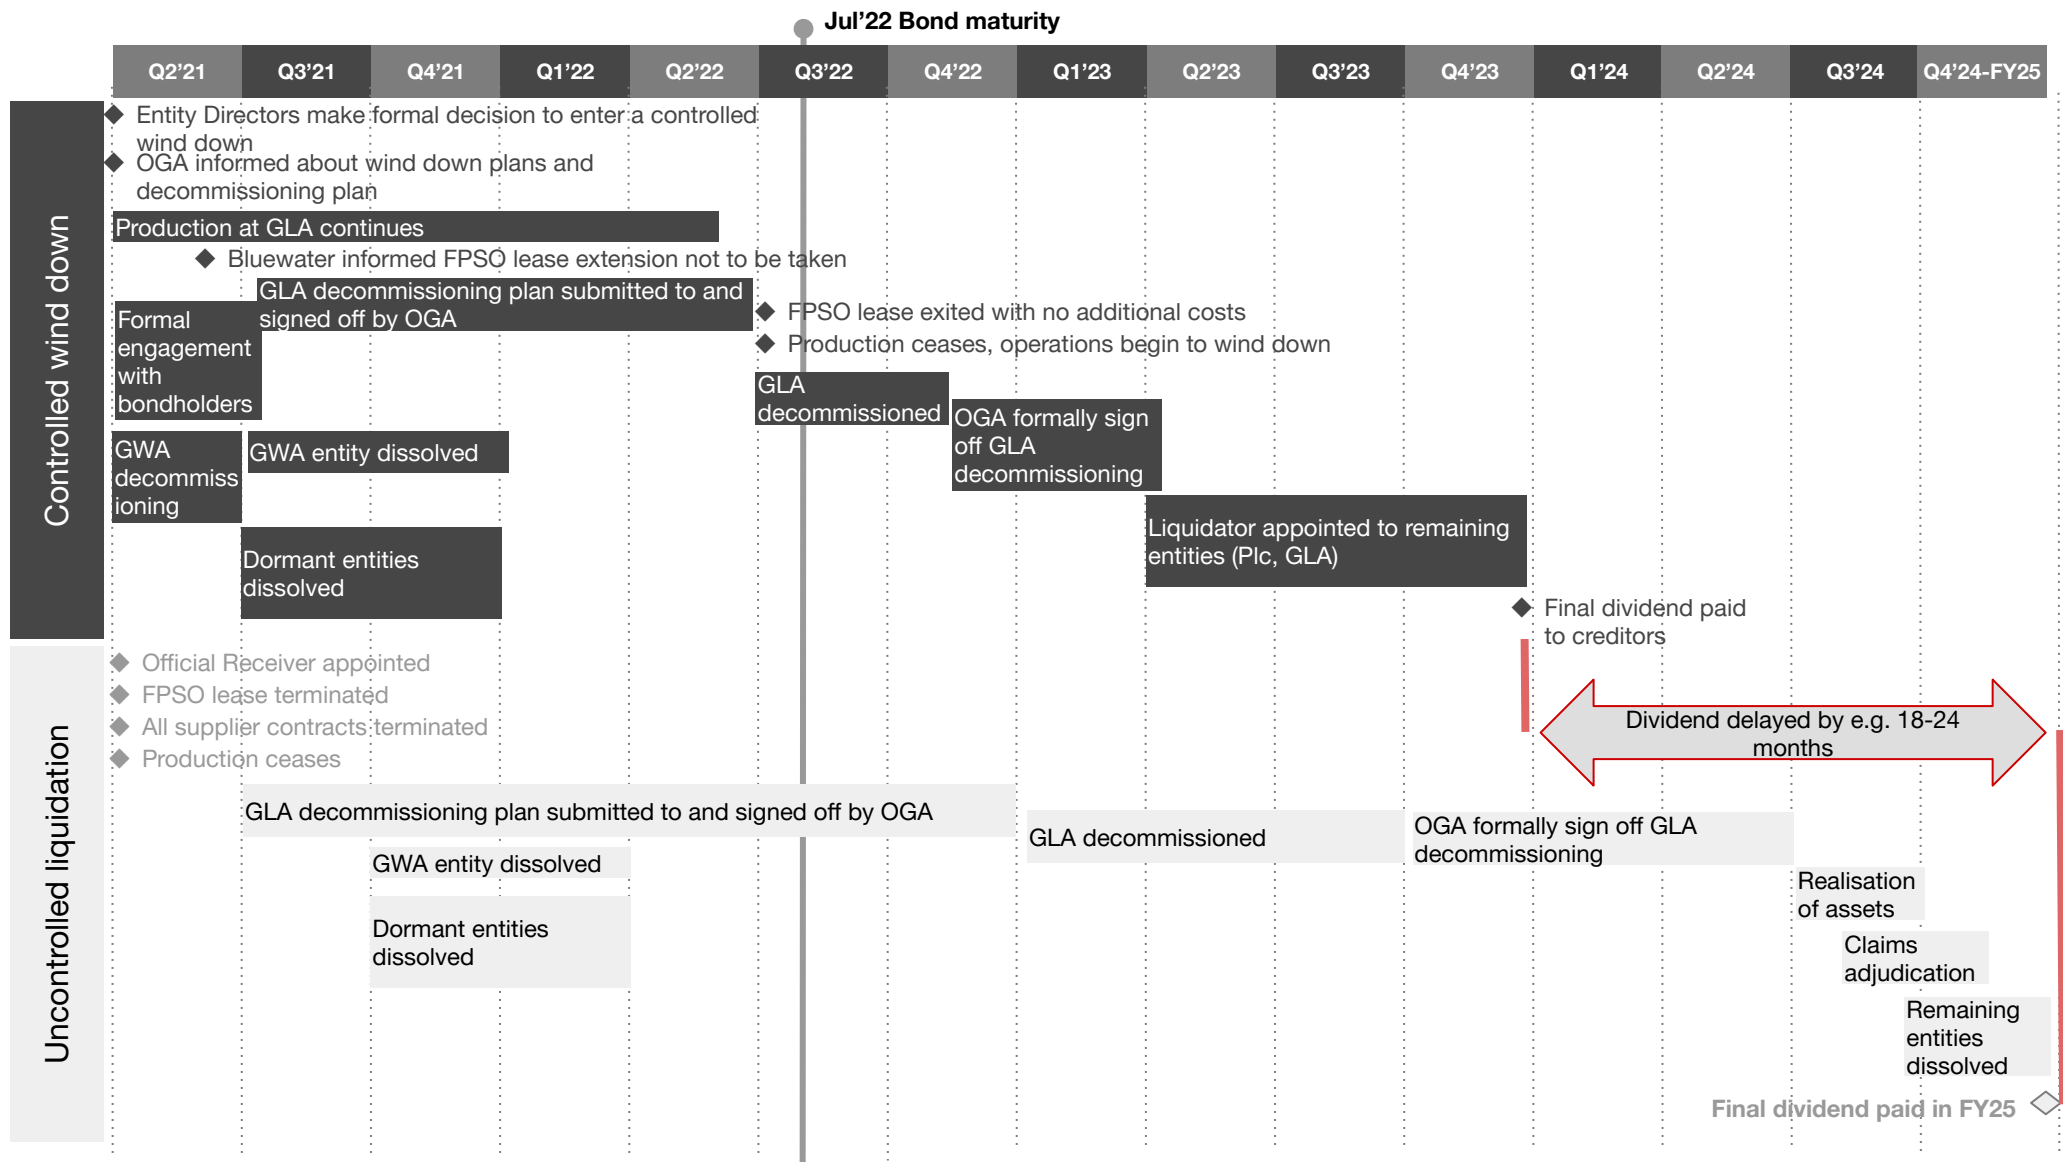 Jul’22 Bond maturity
Q2’21 Q3’21 Q4’21 Q1’22 Q2’22 Q3’22 Q4’22 Q1’23 Q2’23 Q3’23 Q4’23 Q1’24 Q2’24 Q3’24 Q4’24-FY25
Controlled wind down
Entity Directors make formal decision to enter a controlled
wind down
OGA informed about wind down plans and
decommissioning plan
Production at GLA continues
Bluewater informed FPSO lease extension not to be taken
GLA decommissioning plan submitted to and
signed off by OGA
Formal
engagement
with
bondholders
FPSO lease exited with no additional costs
Production ceases, operations begin to wind down
GLA
decommissioned
OGA formally sign
off GLA
decommissioning
GWA
decommiss
ioning
GWA entity dissolved
Liquidator appointed to remaining
entities (Plc, GLA)
Dormant entities
dissolved
Final dividend paid
to creditors
Uncontrolled liquidation
Official Receiver appointed
FPSO lease terminated
All supplier contracts terminated
Production ceases
Dividend delayed by e.g. 18-24
months
GLA decommissioning plan submitted to and signed off by OGA
GLA decommissioned
OGA formally sign off GLA
decommissioning
GWA entity dissolved
Dormant entities
dissolved
Realisation
of assets
Claims
adjudication
Remaining
entities
dissolved
Final dividend paid in FY25